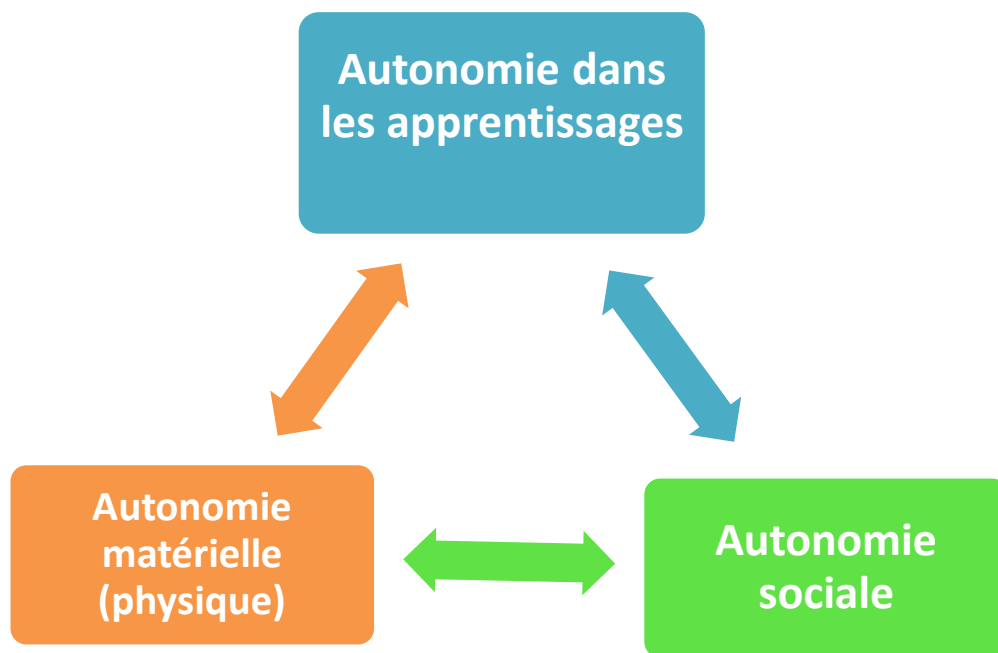 Autonomie dans
les apprentissages
Autonomie
matérielle
(physique)
Autonomie
sociale